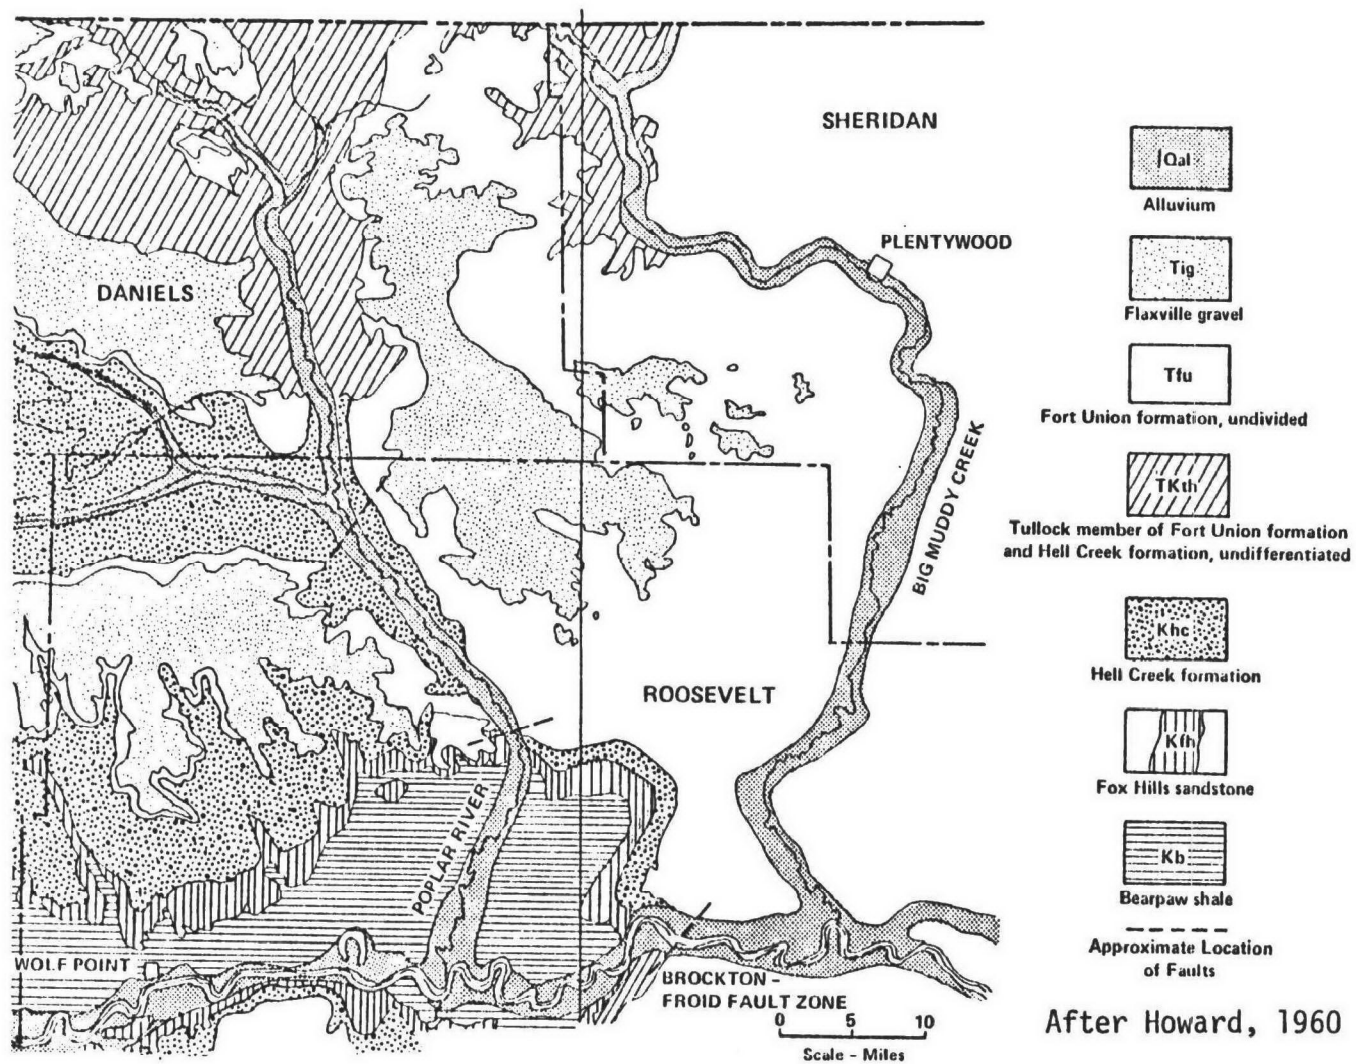 SHERIDAN
PLENTYWOOD
DANIELS
BIG MUDDY CREEK
ROOSEVELT
POPLAR RIVER
WOLF POINT
BROCKTON -
FROID FAULT ZONE
0 5 10
Scale - Miles
Qal
Alluvium
Tig
Flaxville gravel
Tfu
Fort Union formation, undivided
TKth
Tullock member of Fort Union formation
and Hell Creek formation, undifferentiated
Khc
Hell Creek formation
Kfh
Fox Hills sandstone
Kb
Bearpaw shale
Approximate Location
of Faults
After Howard, 1960